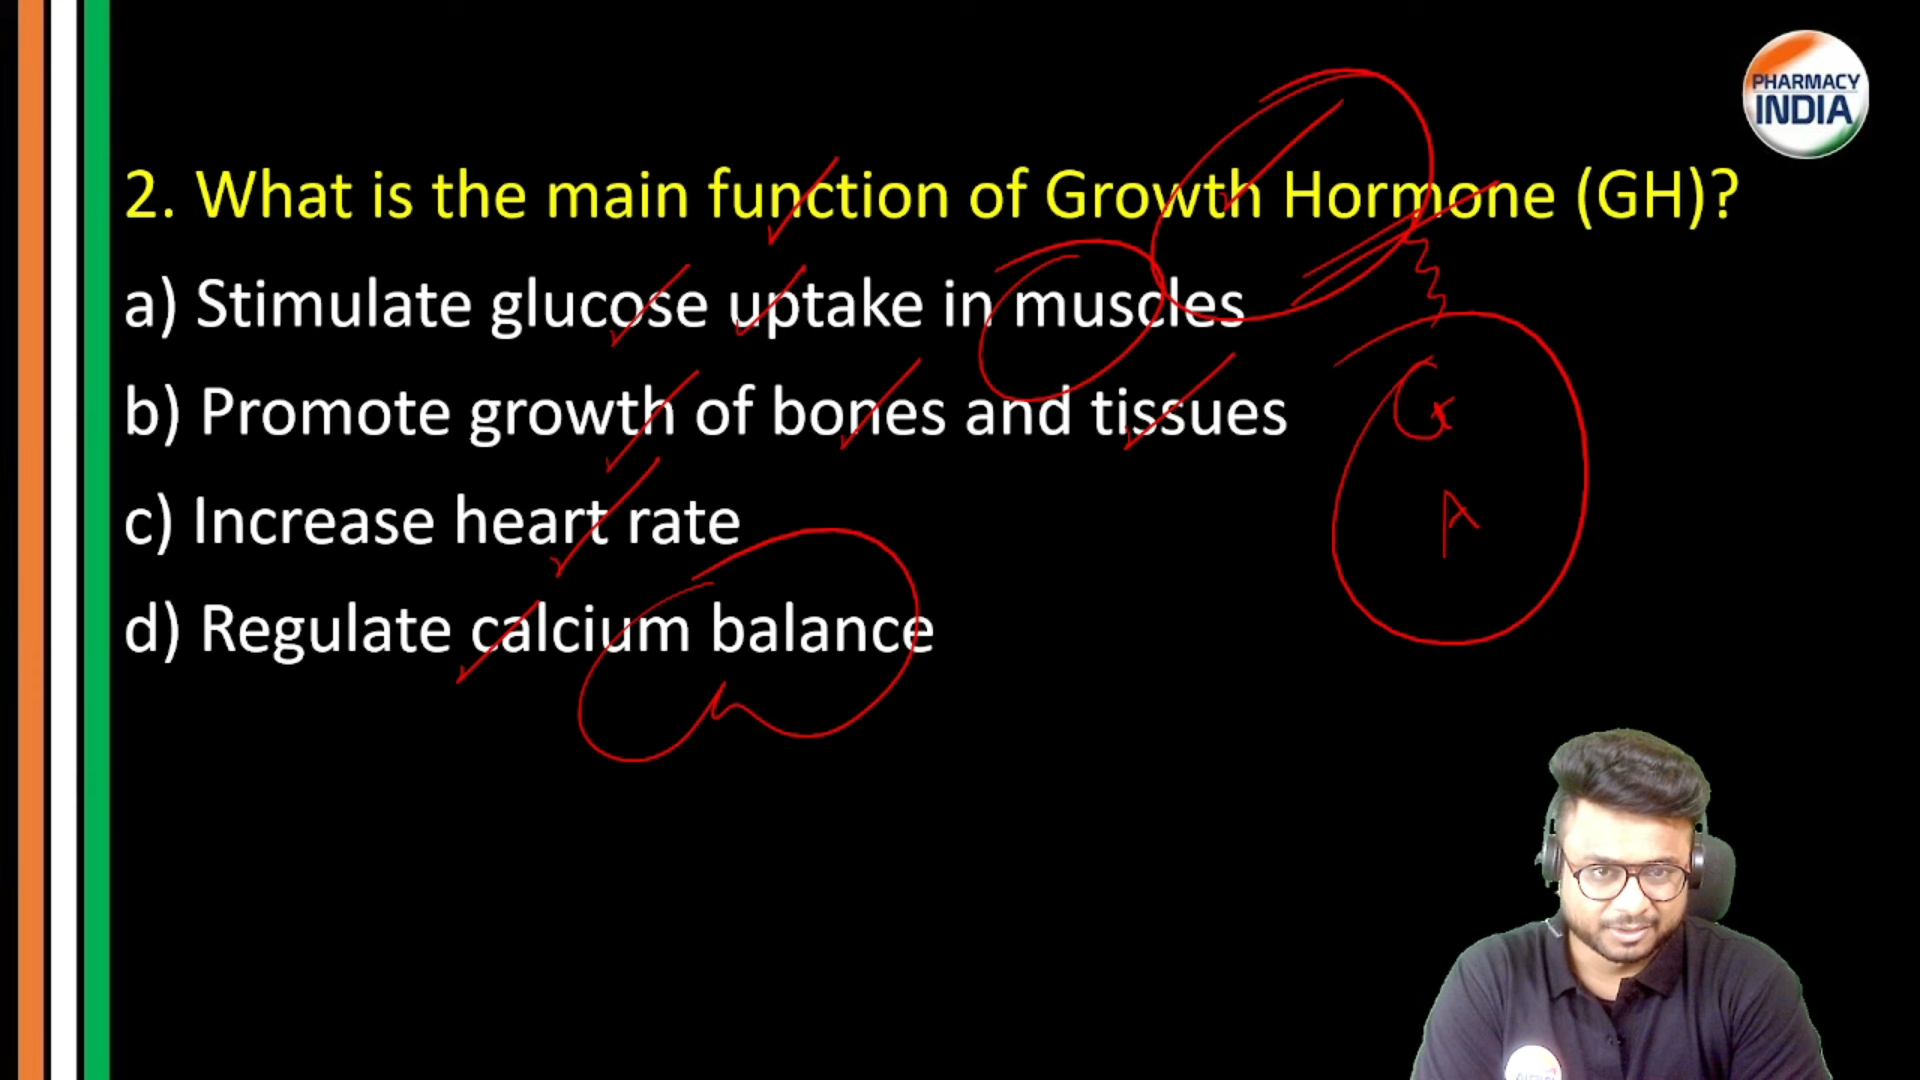 PHARMACY
INDIA
2. What is the main function of Growth Hormone (GH)?
a) Stimulate glucose uptake in muscles
b) Promote growth of bones and tissues
c) Increase heart rate
d) Regulate calcium balance
G
A